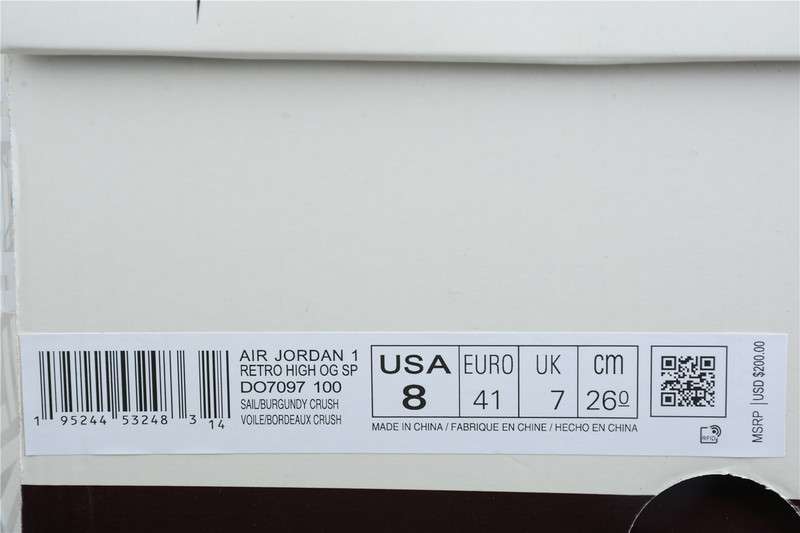 AIR JORDAN 1
RETRO HIGH OG SP
DO7097 100
SAIL/BURGUNDY CRUSH
VOILE/BORDEAUX CRUSH
1 95244 53248 3 14
USA EURO UK cm
8 41 7 26º
MADE IN CHINA / FABRIQUE EN CHINE / HECHO EN CHINA
RFID
MSRP | USD $200.00